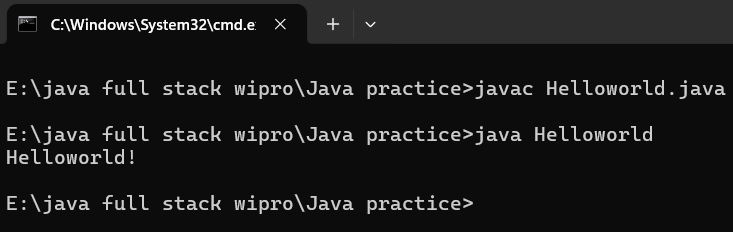 C:\Windows\System32\cmd.e
E:\java full stack wipro\Java practice>javac Helloworld.java
E:\java full stack wipro\Java practice>java Helloworld
Helloworld!
E:\java full stack wipro\Java practice>